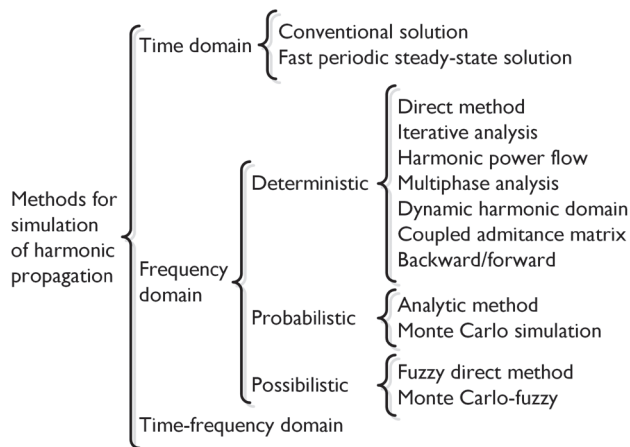 Time domain
Conventional solution
Fast periodic steady-state solution
Methods for
simulation
of harmonic
propagation
Frequency
domain
Deterministic
Direct method
Iterative analysis
Harmonic power flow
Multiphase analysis
Dynamic harmonic domain
Coupled admitance matrix
Backward/forward
Probabilistic
Analytic method
Monte Carlo simulation
Possibilistic
Fuzzy direct method
Monte Carlo-fuzzy
Time-frequency domain